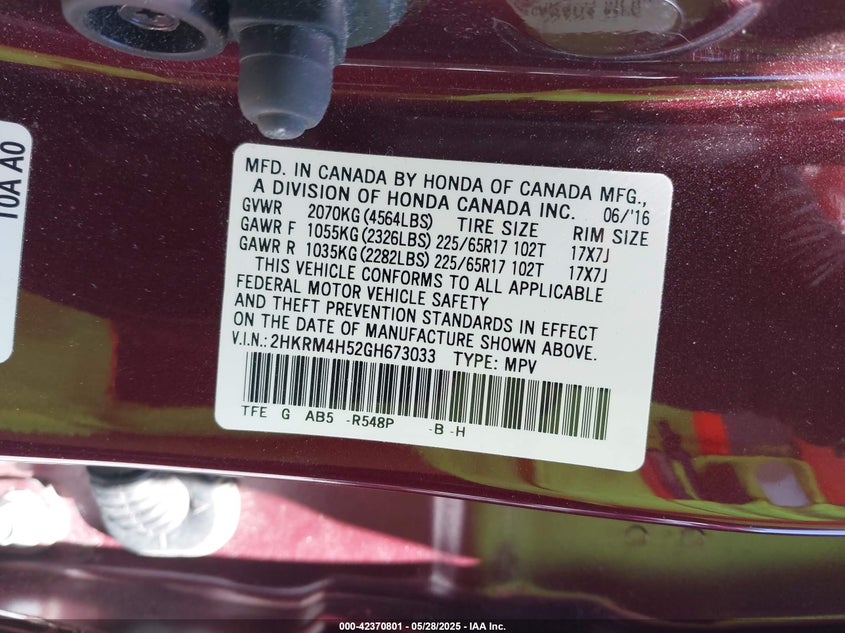 10A A0
MFD. IN CANADA BY HONDA OF CANADA MFG.,
A DIVISION OF HONDA CANADA INC. 06/'16
GVWR 2070KG (4564LBS) TIRE SIZE RIM SIZE
GAWR F 1055KG (2326LBS) 225/65R17 102T 17X7J
GAWR R 1035KG (2282LBS) 225/65R17 102T 17X7J
THIS VEHICLE CONFORMS TO ALL APPLICABLE
FEDERAL MOTOR VEHICLE SAFETY
AND THEFT PREVENTION STANDARDS IN EFFECT
ON THE DATE OF MANUFACTURE SHOWN ABOVE.
V.I.N.: 2HKRM4H52GH673033 TYPE: MPV
TFE G AB5 -R548P -B -H
000-42370801 - 05/28/2025 - IAA Inc.